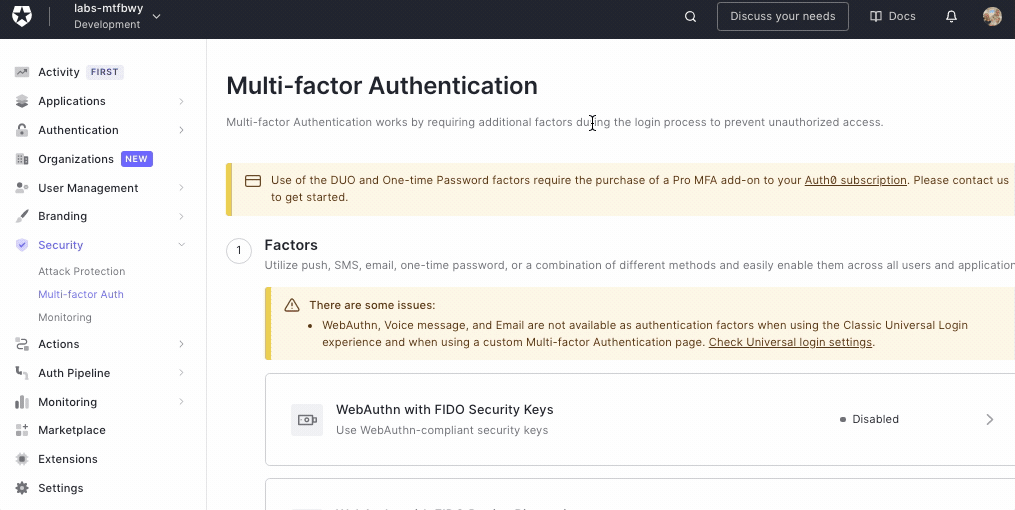 labs-mtfbwy
Development
Discuss your needs
Docs
Activity FIRST
Applications
Authentication
Organizations NEW
User Management
Branding
Security
Attack Protection
Multi-factor Auth
Monitoring
Actions
Auth Pipeline
Monitoring
Marketplace
Extensions
Settings
Multi-factor Authentication
Multi-factor Authentication works by requiring additional factors during the login process to prevent unauthorized access.
Use of the DUO and One-time Password factors require the purchase of a Pro MFA add-on to your Auth0 subscription. Please contact us
to get started.
1
Factors
Utilize push, SMS, email, one-time password, or a combination of different methods and easily enable them across all users and application
There are some issues:
• WebAuthn, Voice message, and Email are not available as authentication factors when using the Classic Universal Login
experience and when using a custom Multi-factor Authentication page. Check Universal login settings.
WebAuthn with FIDO Security Keys
Use WebAuthn-compliant security keys
Disabled